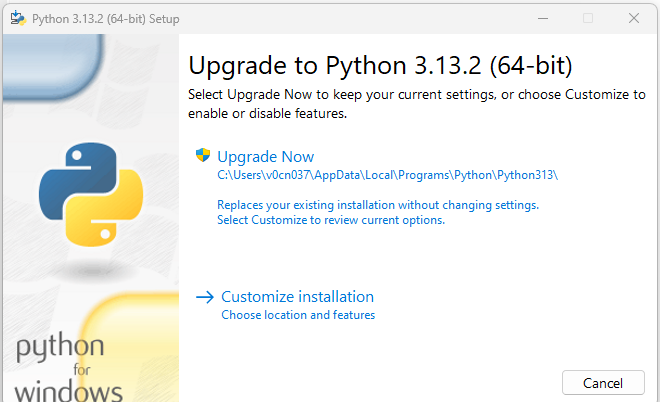 Python 3.13.2 (64-bit) Setup
Upgrade to Python 3.13.2 (64-bit)
Select Upgrade Now to keep your current settings, or choose Customize to
enable or disable features.
Upgrade Now
C:\Users\v0cn037\AppData\Local\Programs\Python\Python313\
Replaces your existing installation without changing settings.
Select Customize to review current options.
Customize installation
Choose location and features
python
for
windows
Cancel